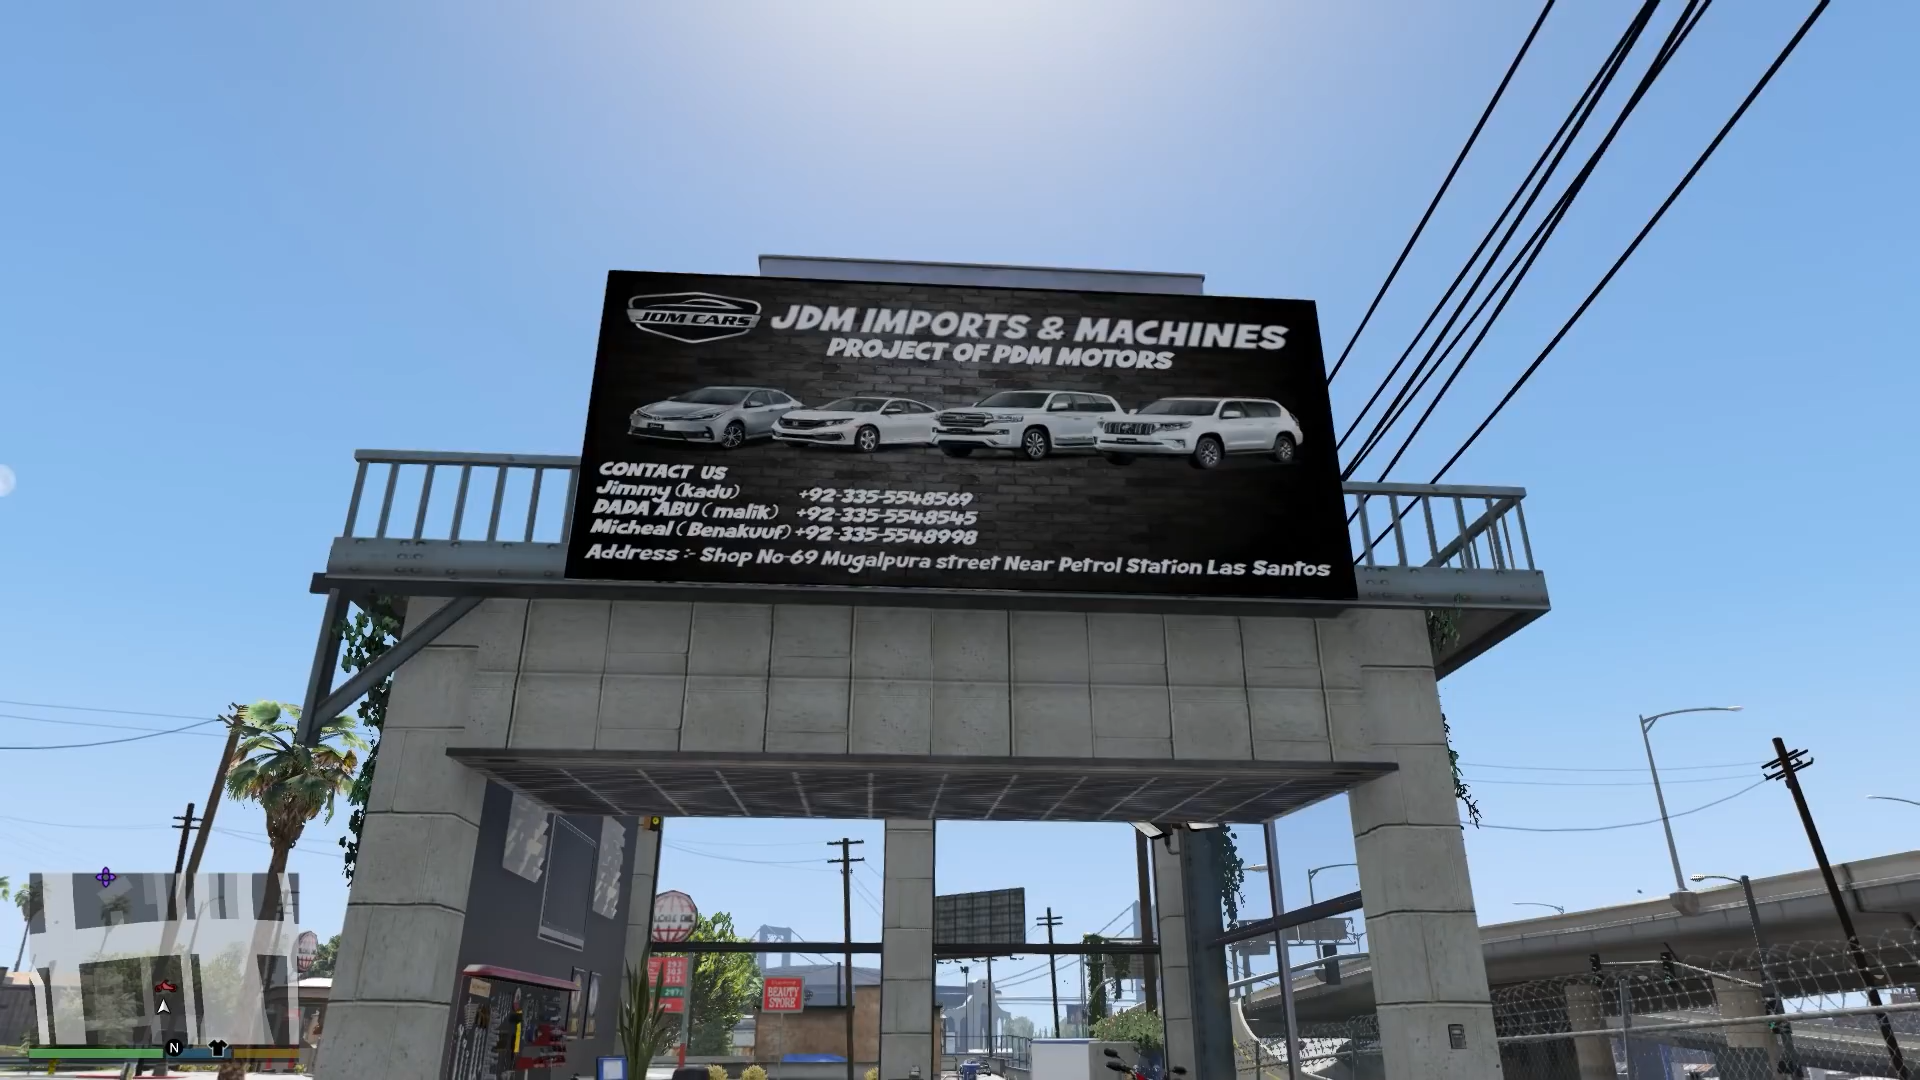 JDM CARS
JDM IMPORTS & MACHINES
PROJECT OF PDM MOTORS
CONTACT US
Jimmy (kadu) +92-335-5548569
DADA ABU (malik) +92-335-5548545
Micheal (Benakuuf) +92-335-5548998
Address :- Shop No-69 Mugalpura street Near Petrol Station Las Santos
BEAUTY
STORE
N